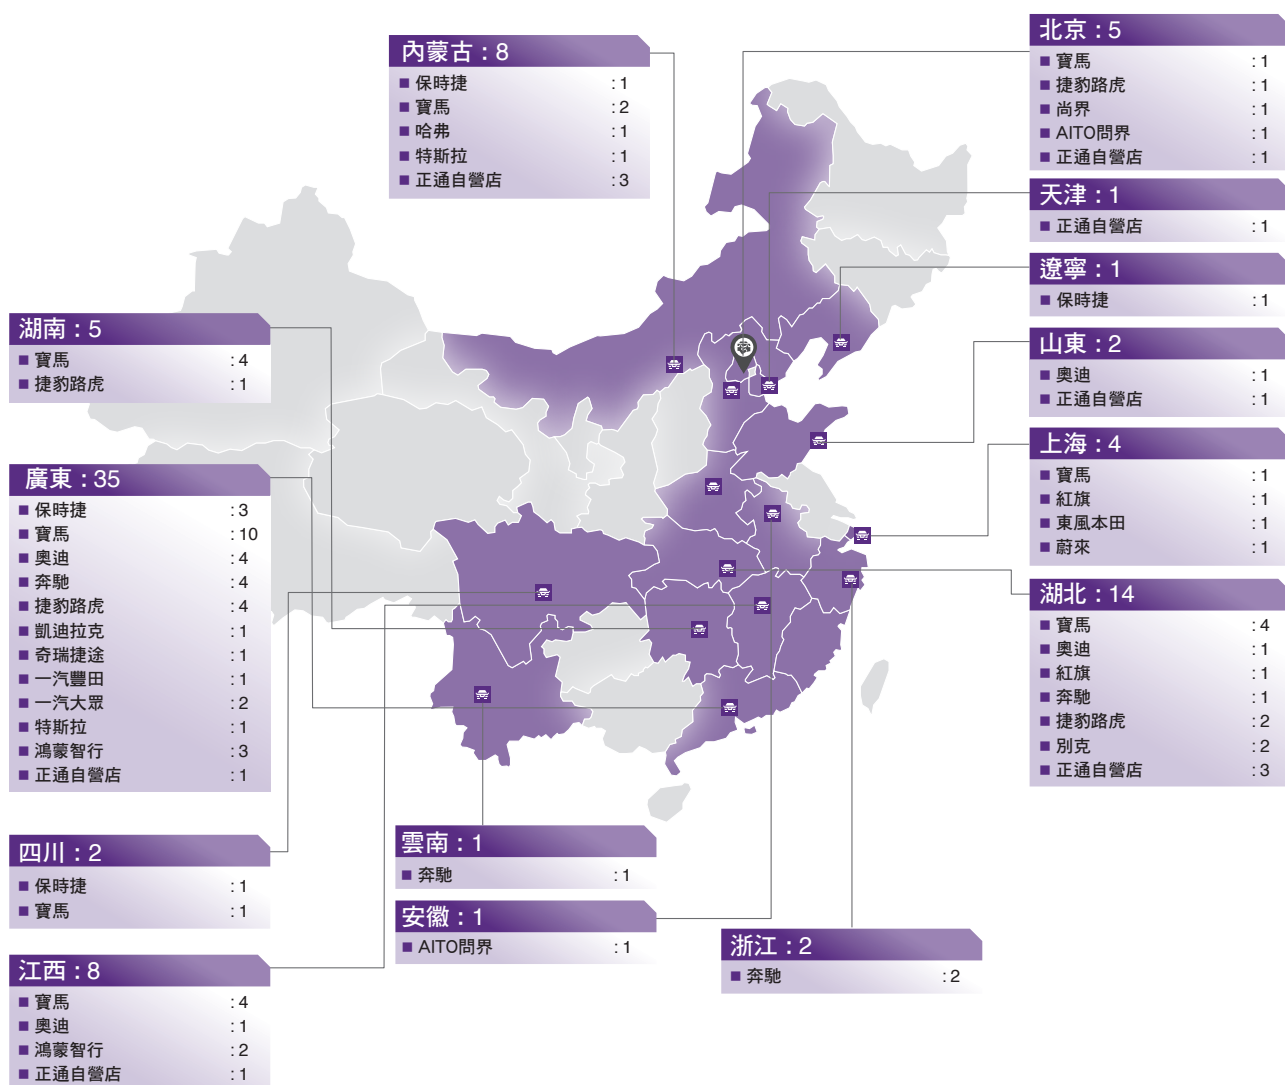 內蒙古 : 8
■ 保時捷 : 1
■ 寶馬 : 2
■ 哈弗 : 1
■ 特斯拉 : 1
■ 正通自營店 : 3
北京 : 5
■ 寶馬 : 1
■ 捷豹路虎 : 1
■ 尚界 : 1
■ AITO問界 : 1
■ 正通自營店 : 1
天津 : 1
■ 正通自營店 : 1
遼寧 : 1
■ 保時捷 : 1
山東 : 2
■ 奧迪 : 1
■ 正通自營店 : 1
上海 : 4
■ 寶馬 : 1
■ 紅旗 : 1
■ 東風本田 : 1
■ 蔚來 : 1
湖北 : 14
■ 寶馬 : 4
■ 奧迪 : 1
■ 紅旗 : 1
■ 奔馳 : 1
■ 捷豹路虎 : 2
■ 別克 : 2
■ 正通自營店 : 3
湖南 : 5
■ 寶馬 : 4
■ 捷豹路虎 : 1
廣東 : 35
■ 保時捷 : 3
■ 寶馬 : 10
■ 奧迪 : 4
■ 奔馳 : 4
■ 捷豹路虎 : 4
■ 凱迪拉克 : 1
■ 奇瑞捷途 : 1
■ 一汽豐田 : 1
■ 一汽大眾 : 2
■ 特斯拉 : 1
■ 鴻蒙智行 : 3
■ 正通自營店 : 1
四川 : 2
■ 保時捷 : 1
■ 寶馬 : 1
江西 : 8
■ 寶馬 : 4
■ 奧迪 : 1
■ 鴻蒙智行 : 2
■ 正通自營店 : 1
雲南 : 1
■ 奔馳 : 1
安徽 : 1
■ AITO問界 : 1
浙江 : 2
■ 奔馳 : 2